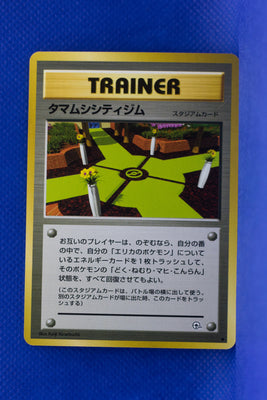 TRAINER
タマムシシティジム
スタジアムカード
お互いのプレイヤーは、のぞむなら、自分の番
の中で、「エリカのポケモン」についている
エネルギーカードを1枚トラッシュして、
そのポケモンの「どく・ねむり・マヒ・こんらん」
状態を、すべて回復させてもよい。
(このスタジアムカードは、バトル場の横に出して使う。
別のスタジアムカードが場に出た時、このカードをトラッ
シュする)